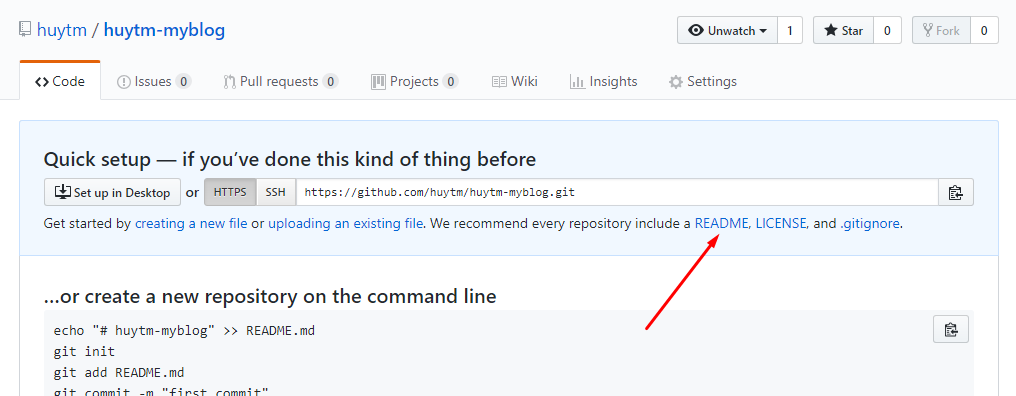 huytm / huytm-myblog
Unwatch 1 Star 0 Fork 0
Code Issues 0 Pull requests 0 Projects 0 Wiki Insights Settings
Quick setup — if you’ve done this kind of thing before
Set up in Desktop or HTTPS SSH https://github.com/huytm/huytm-myblog.git
Get started by creating a new file or uploading an existing file. We recommend every repository include a README, LICENSE, and .gitignore.
…or create a new repository on the command line
echo "# huytm-myblog" >> README.md
git init
git add README.md
git commit -m "first commit"